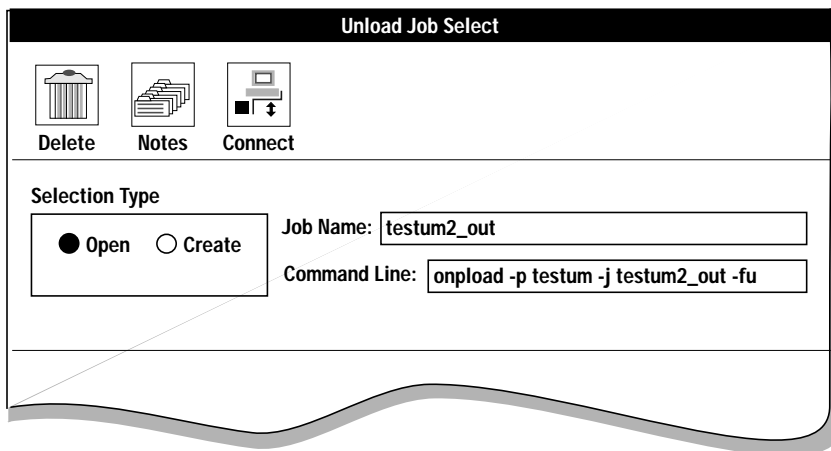 Unload Job Select
Delete Notes Connect
Selection Type
Open Create
Job Name: testum2_out
Command Line: onpload -p testum -j testum2_out -fu